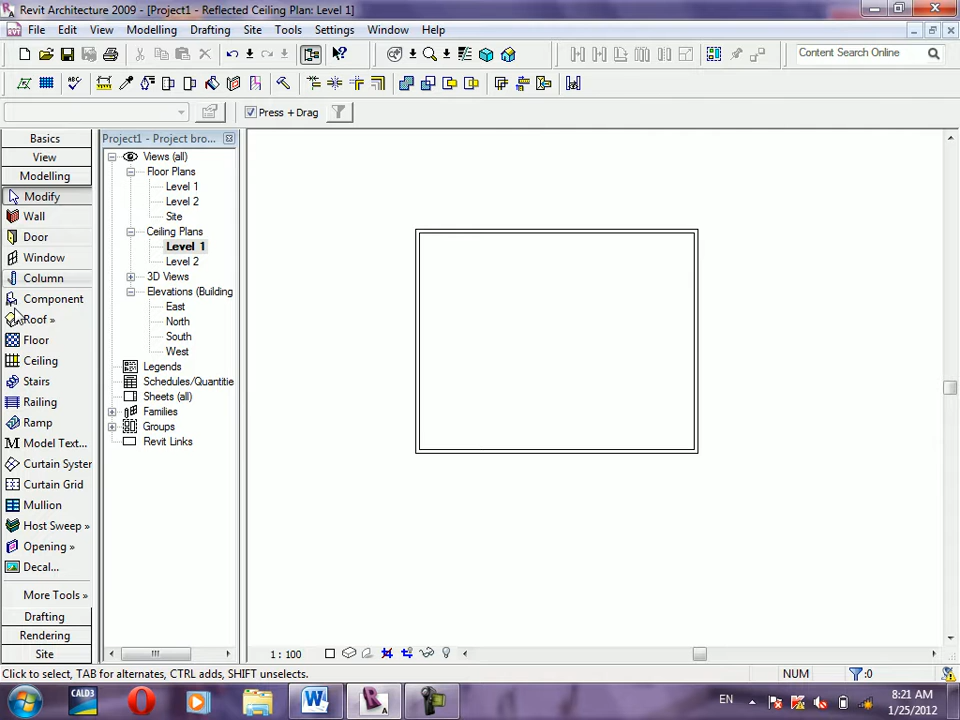 Revit Architecture 2009 - [Project1 - Reflected Ceiling Plan: Level 1]
File Edit View Modelling Drafting Site Tools Settings Window Help
Content Search Online
Press + Drag
Basics
View
Modelling
Modify
Wall
Door
Window
Column
Component
Roof »
Floor
Ceiling
Stairs
Railing
Ramp
Model Text...
Curtain Syster
Curtain Grid
Mullion
Host Sweep »
Opening »
Decal...
More Tools »
Drafting
Rendering
Site
Project1 - Project bro...
Views (all)
Floor Plans
Level 1
Level 2
Site
Ceiling Plans
Level 1
Level 2
3D Views
Elevations (Building
East
North
South
West
Legends
Schedules/Quantitie
Sheets (all)
Families
Groups
Revit Links
1 : 100
Click to select, TAB for alternates, CTRL adds, SHIFT unselects.
NUM
:0
CALD3
EN
8:21 AM
1/25/2012